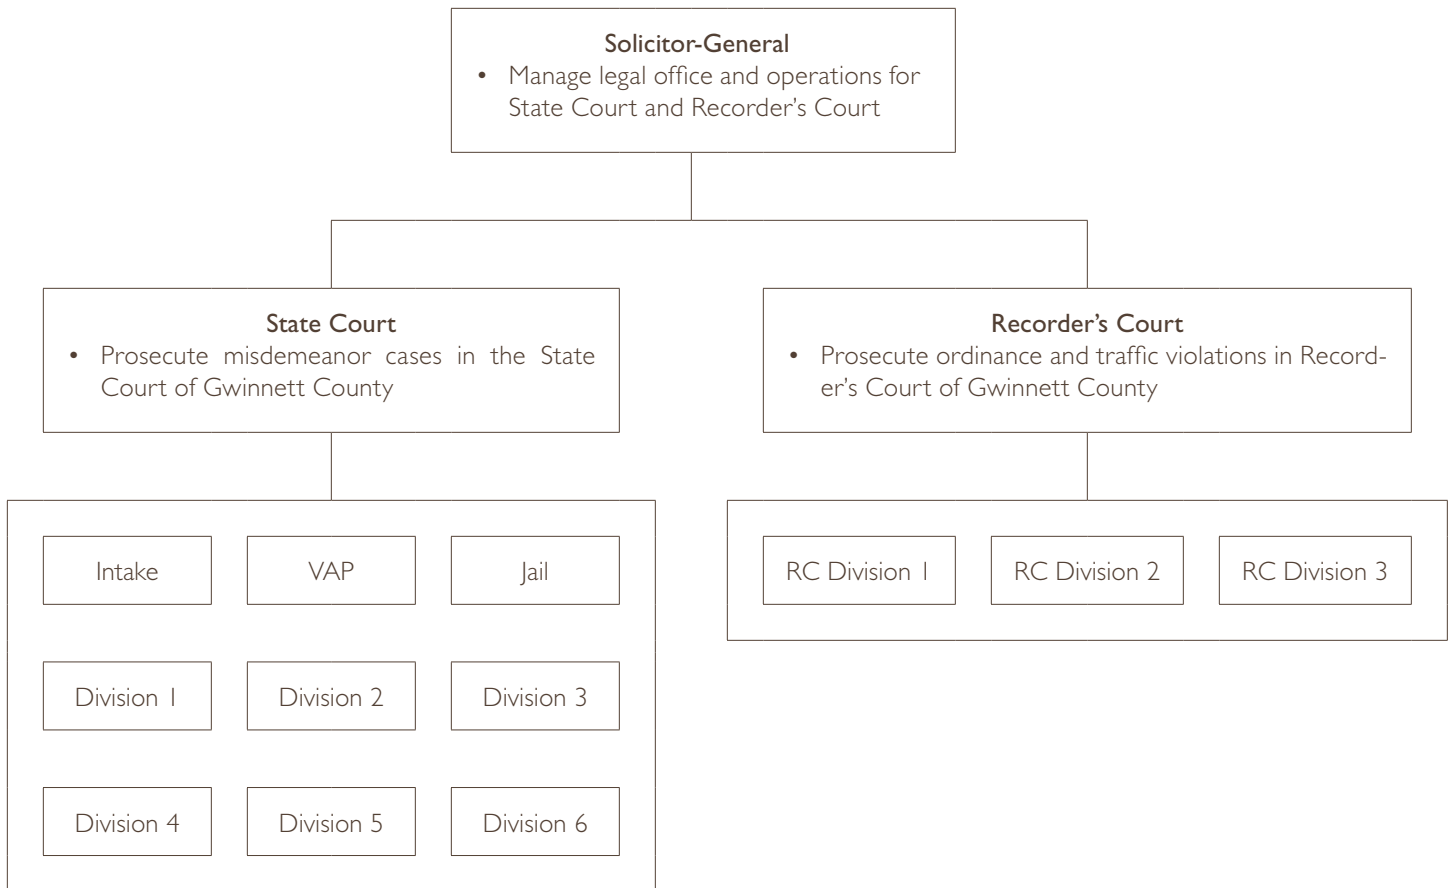 Solicitor-General
• Manage legal office and operations for
State Court and Recorder’s Court
State Court
• Prosecute misdemeanor cases in the State
Court of Gwinnett County
Recorder’s Court
• Prosecute ordinance and traffic violations in Record-
er’s Court of Gwinnett County
Intake
VAP
Jail
Division 1
Division 2
Division 3
Division 4
Division 5
Division 6
RC Division 1
RC Division 2
RC Division 3